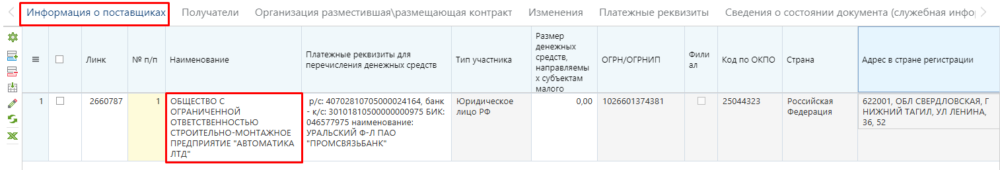 Информация о поставщиках
Получатели
Организация разместившая\размещающая контракт
Изменения
Платежные реквизиты
Сведения о состоянии документа (служебная инфор
Линк
№ п/п
Наименование
Платежные реквизиты для
перечисления денежных средств
Тип участника
Размер
денежных
средств,
направляемы
х субъектам
малого
ОГРН/ОГРНИП
Фили
ал
Код по ОКПО
Страна
Адрес в стране регистрации
1
2660787
1
ОБЩЕСТВО С
ОГРАНИЧЕННОЙ
ОТВЕТСТВЕННОСТЬЮ
СТРОИТЕЛЬНО-МОНТАЖНОЕ
ПРЕДПРИЯТИЕ "АВТОМАТИКА
ЛТД"
р/с: 40702810705000024164, банк
- к/с: 30101810500000000975 БИК:
046577975 наименование:
УРАЛЬСКИЙ Ф-Л ПАО
"ПРОМСВЯЗЬБАНК"
Юридическое
лицо РФ
0,00
1026601374381
25044323
Российская
Федерация
622001, ОБЛ СВЕРДЛОВСКАЯ, Г
НИЖНИЙ ТАГИЛ, УЛ ЛЕНИНА,
36, 52